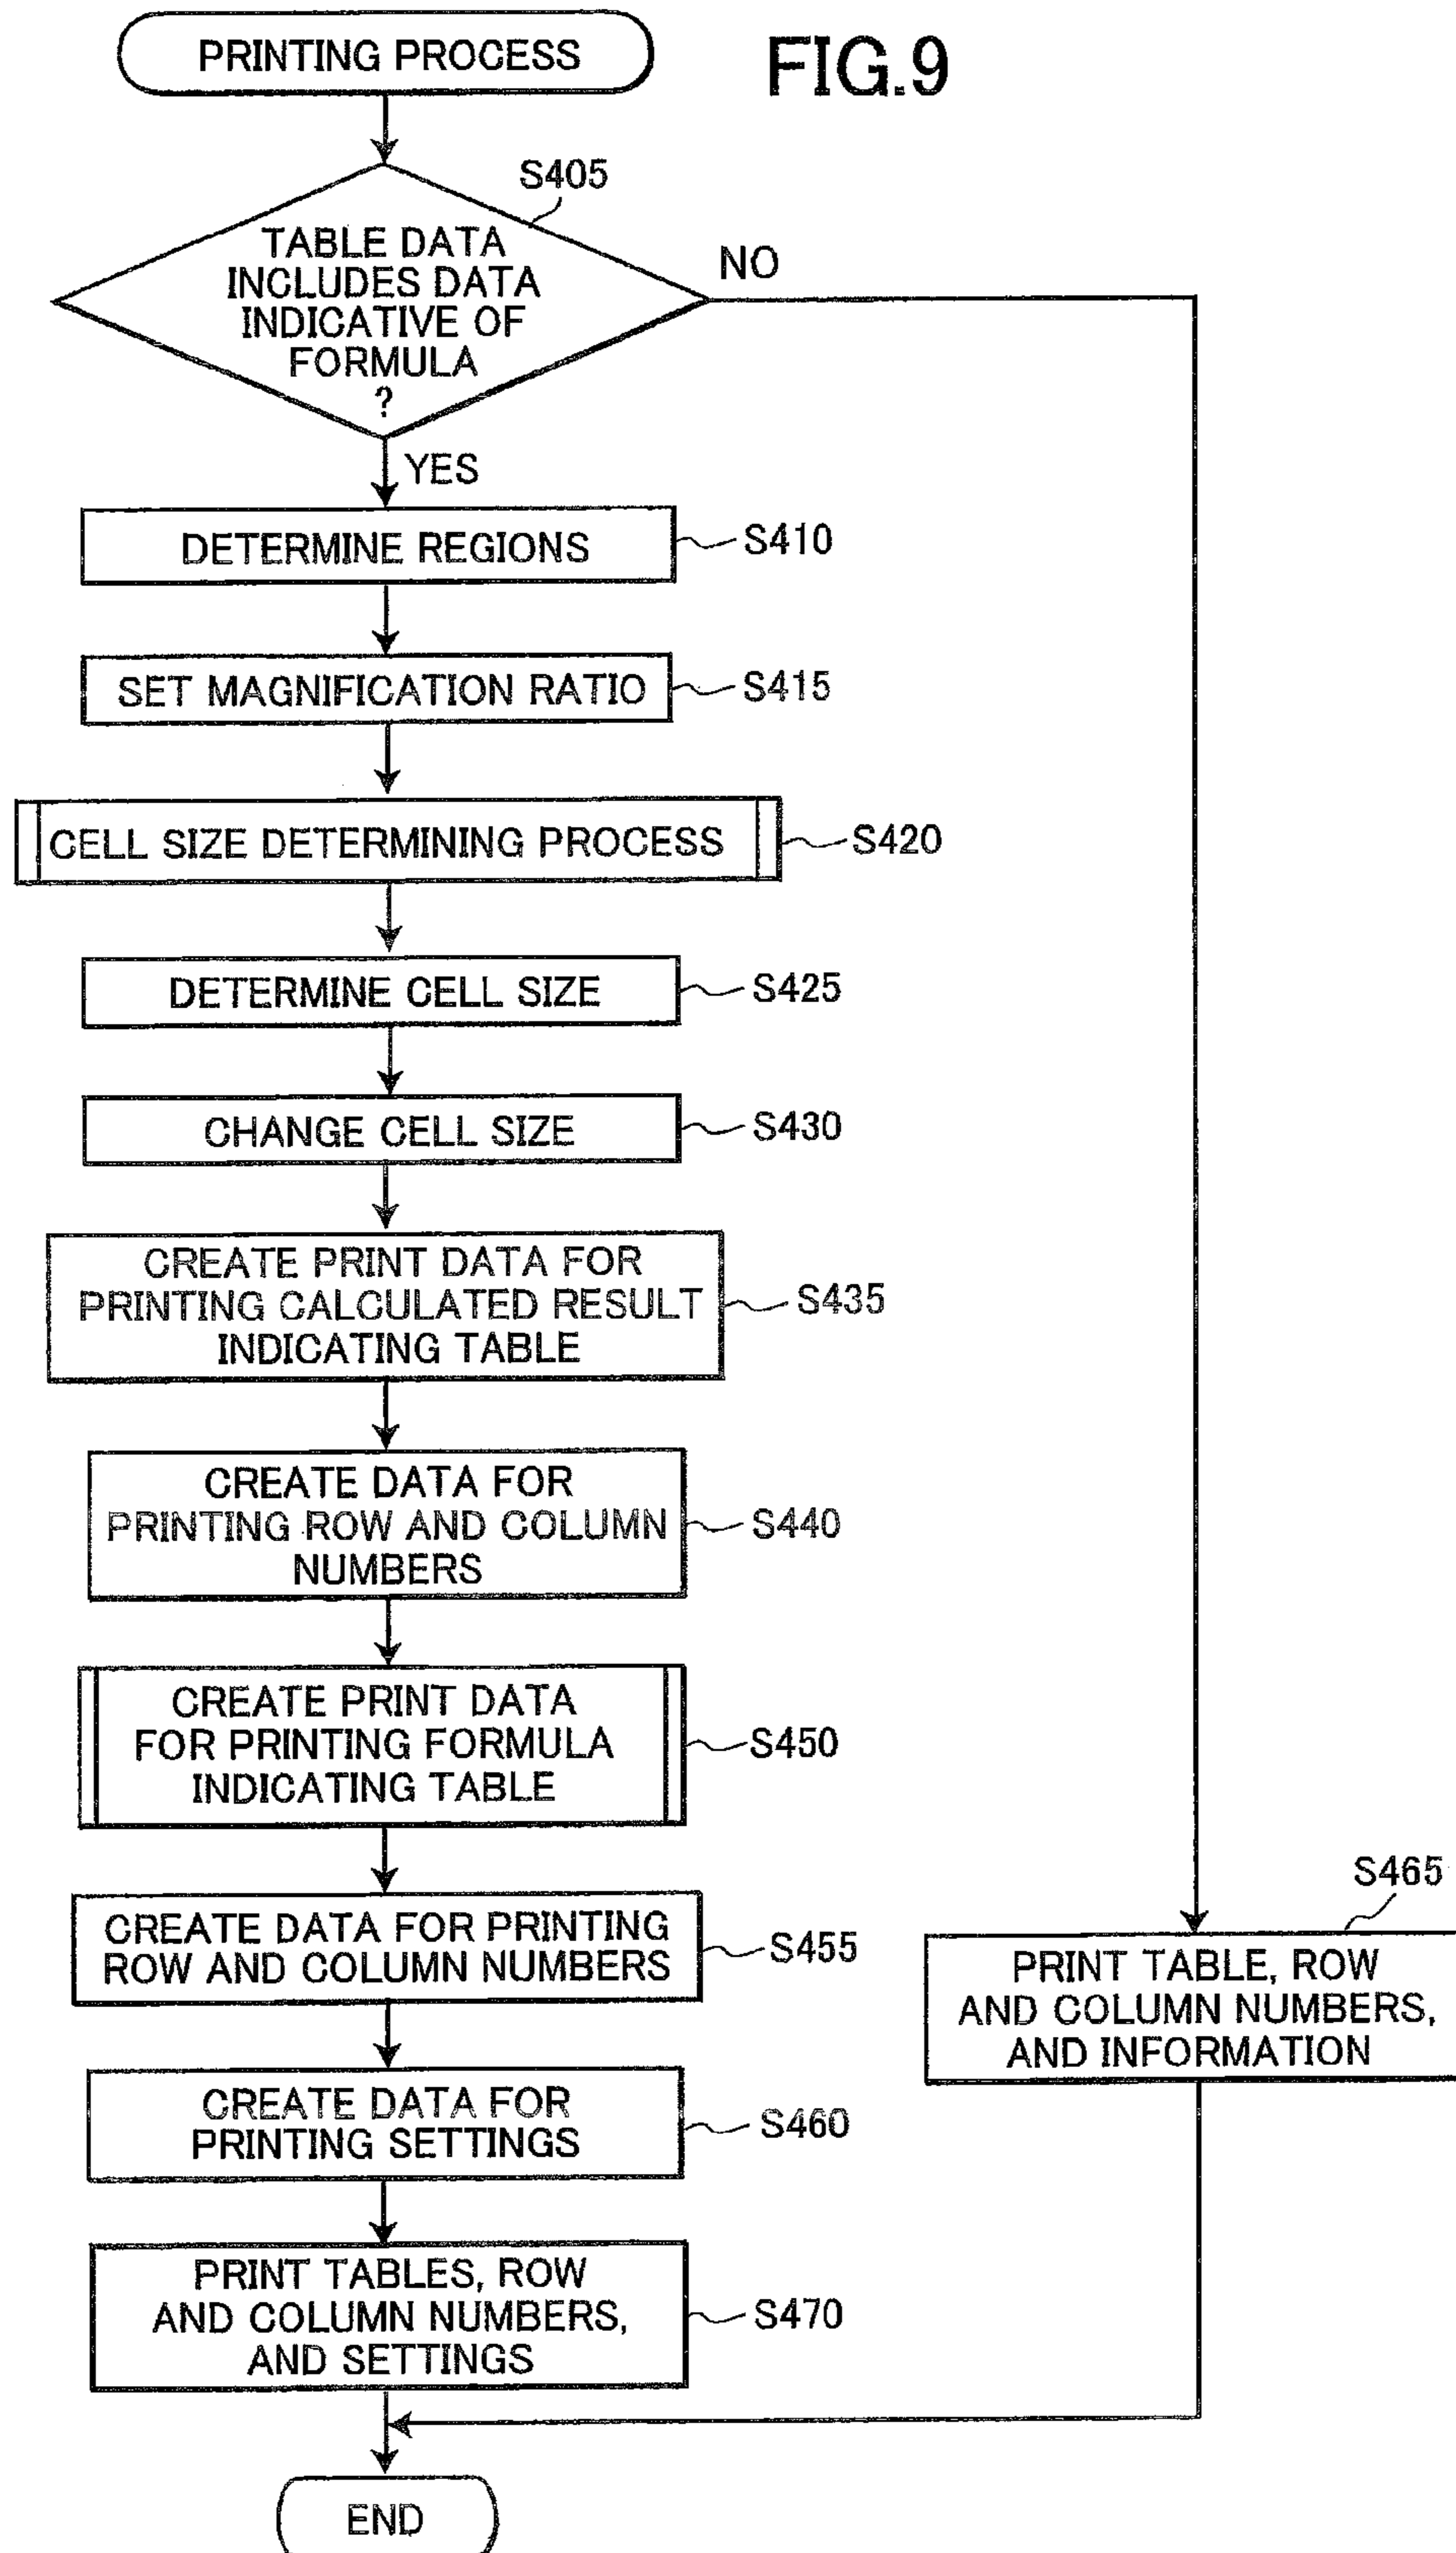 PRINTING PROCESS
FIG.9
S405
TABLE DATA
INCLUDES DATA
INDICATIVE OF
FORMULA
?
NO
YES
DETERMINE REGIONS
S410
SET MAGNIFICATION RATIO
S415
CELL SIZE DETERMINING PROCESS
S420
DETERMINE CELL SIZE
S425
CHANGE CELL SIZE
S430
CREATE PRINT DATA FOR
PRINTING CALCULATED RESULT
INDICATING TABLE
S435
CREATE DATA FOR
PRINTING ROW AND COLUMN
NUMBERS
S440
CREATE PRINT DATA
FOR PRINTING FORMULA
INDICATING TABLE
S450
CREATE DATA FOR PRINTING
ROW AND COLUMN NUMBERS
S455
S465
PRINT TABLE, ROW
AND COLUMN NUMBERS,
AND INFORMATION
CREATE DATA FOR
PRINTING SETTINGS
S460
PRINT TABLES, ROW
AND COLUMN NUMBERS,
AND SETTINGS
S470
END